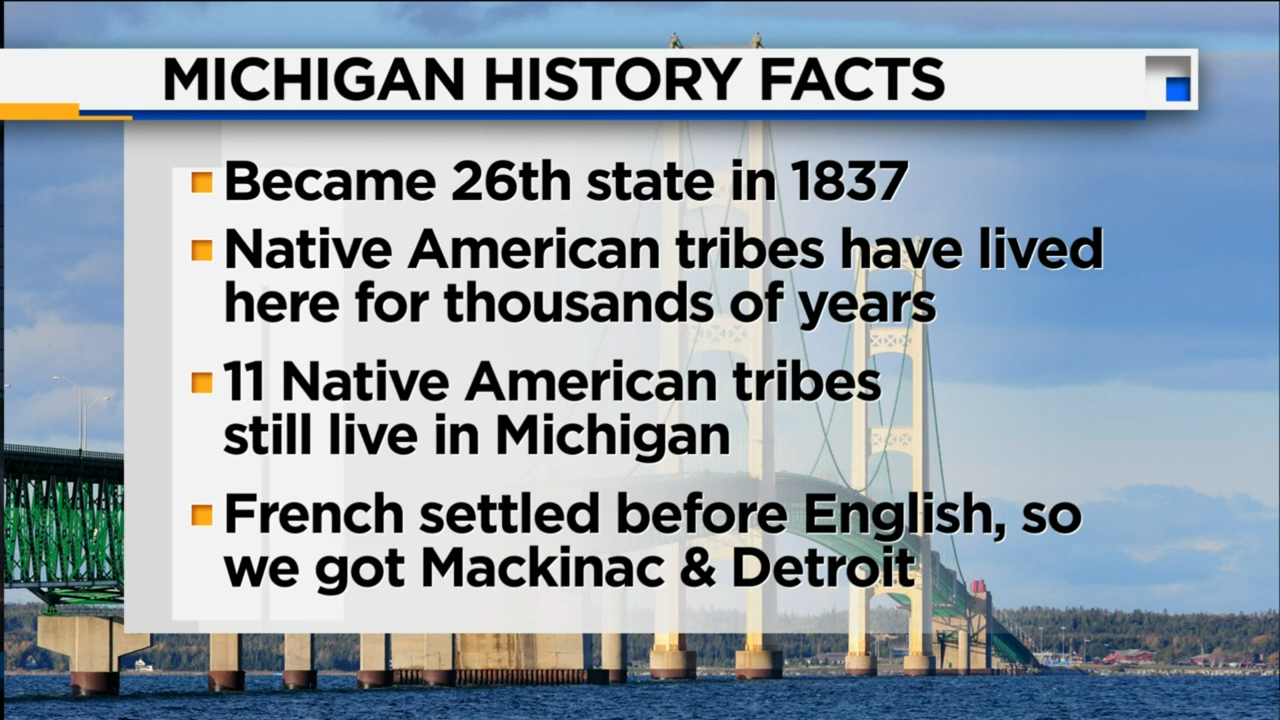 MICHIGAN HISTORY FACTS
Became 26th state in 1837
Native American tribes have lived
here for thousands of years
11 Native American tribes
still live in Michigan
French settled before English, so
we got Mackinac & Detroit